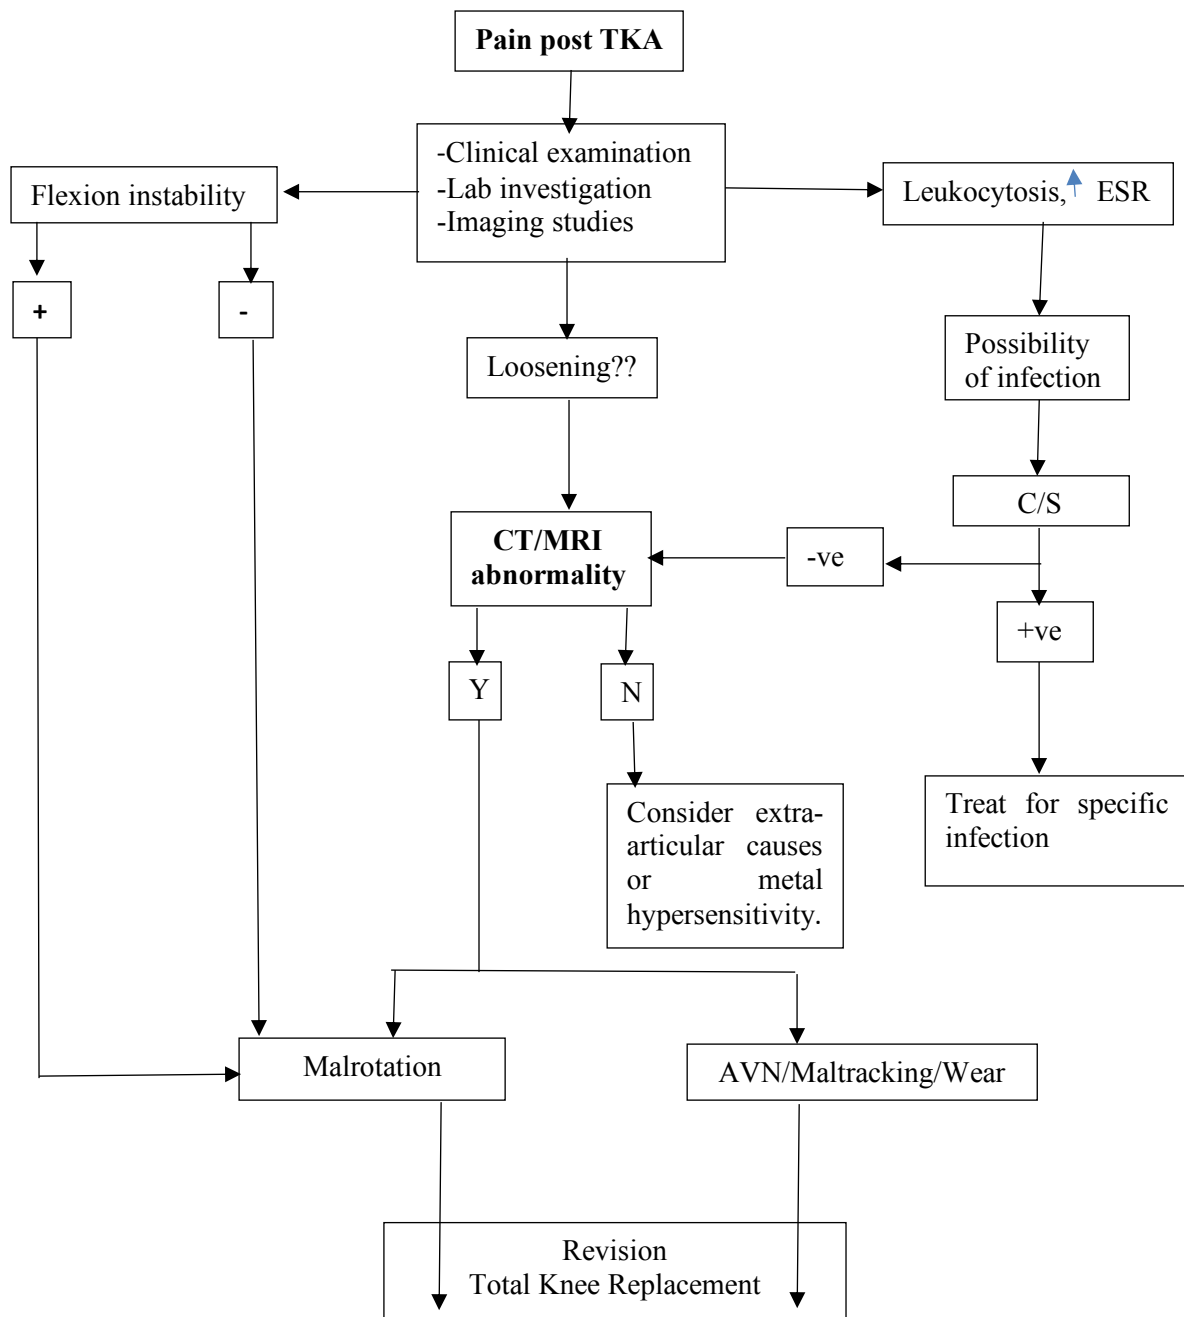 Pain post TKA
-Clinical examination
-Lab investigation
-Imaging studies
Flexion instability
Leukocytosis, ESR
+
-
Loosening??
Possibility
of infection
C/S
CT/MRI
abnormality
-ve
+ve
Y
N
Consider extra-
articular causes
or metal
hypersensitivity.
Treat for specific
infection
Malrotation
AVN/Maltracking/Wear
Revision
Total Knee Replacement